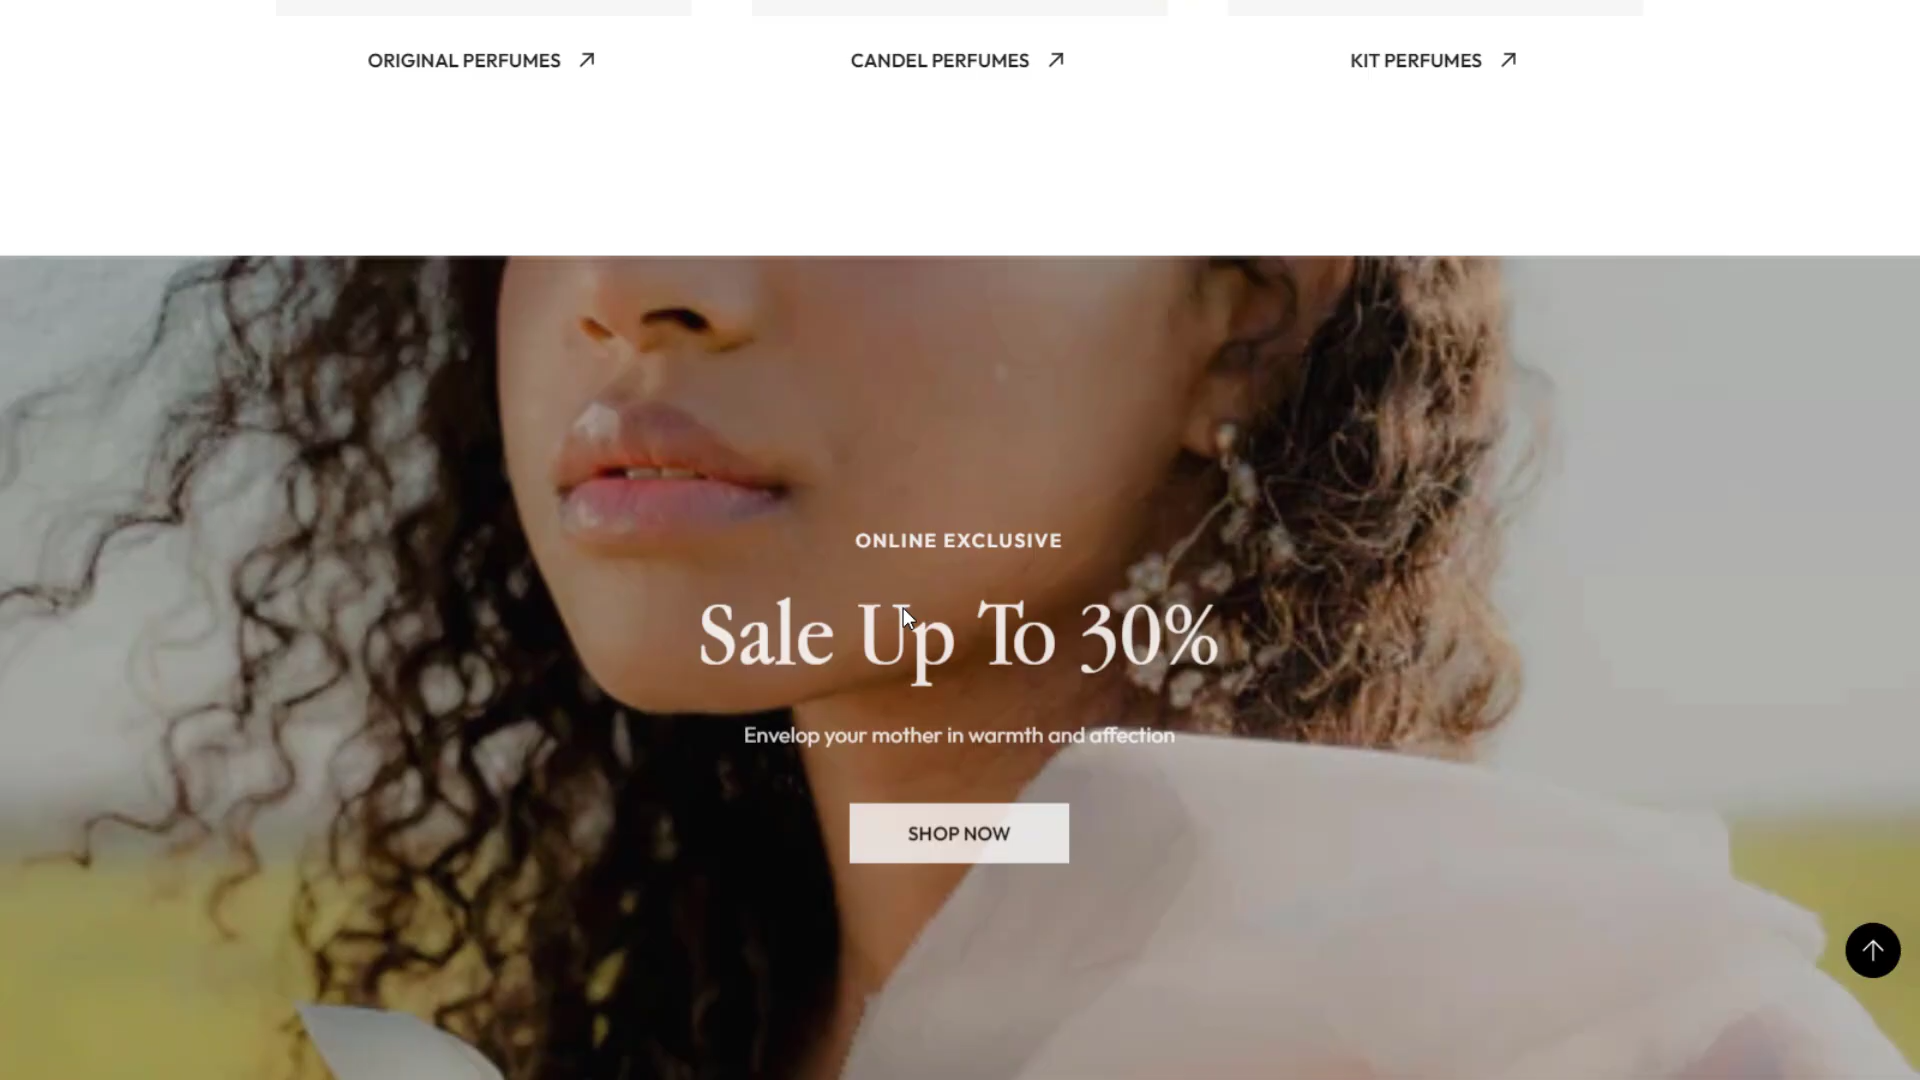 ORIGINAL PERFUMES
CANDEL PERFUMES
KIT PERFUMES
ONLINE EXCLUSIVE
Sale Up To 30%
Envelop your mother in warmth and affection
SHOP NOW